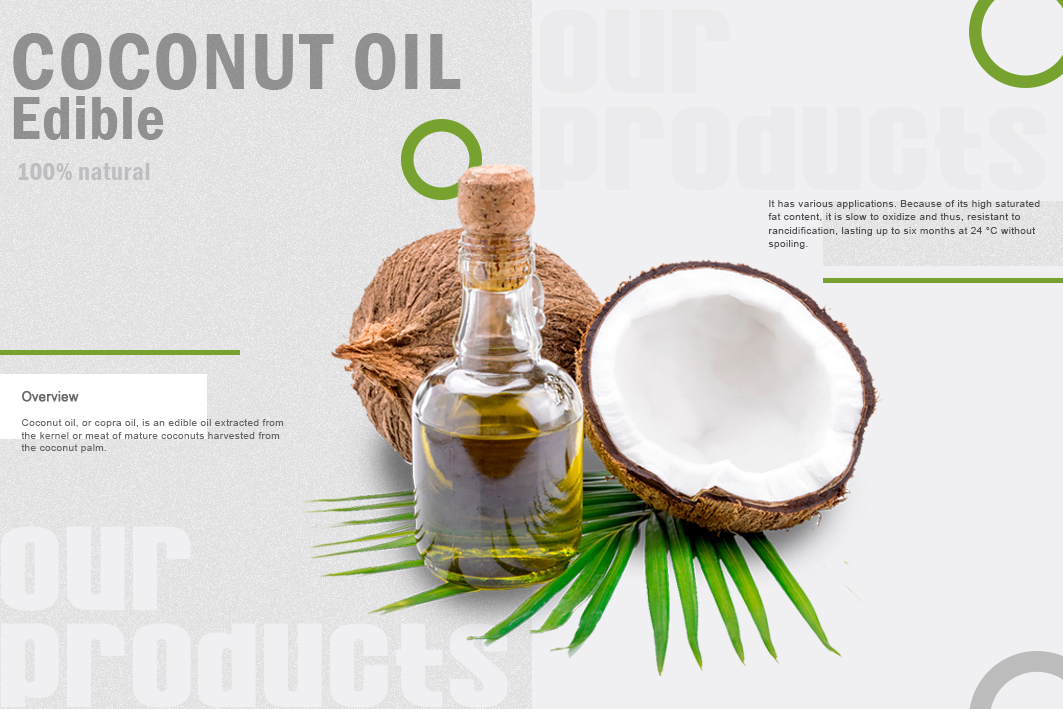 COCONUT OIL
Edible
100% natural
our
products
It has various applications. Because of its high saturated
fat content, it is slow to oxidize and thus, resistant to
rancidification, lasting up to six months at 24 °C without
spoiling.
Overview
Coconut oil, or copra oil, is an edible oil extracted from
the kernel or meat of mature coconuts harvested from
the coconut palm.
our
products